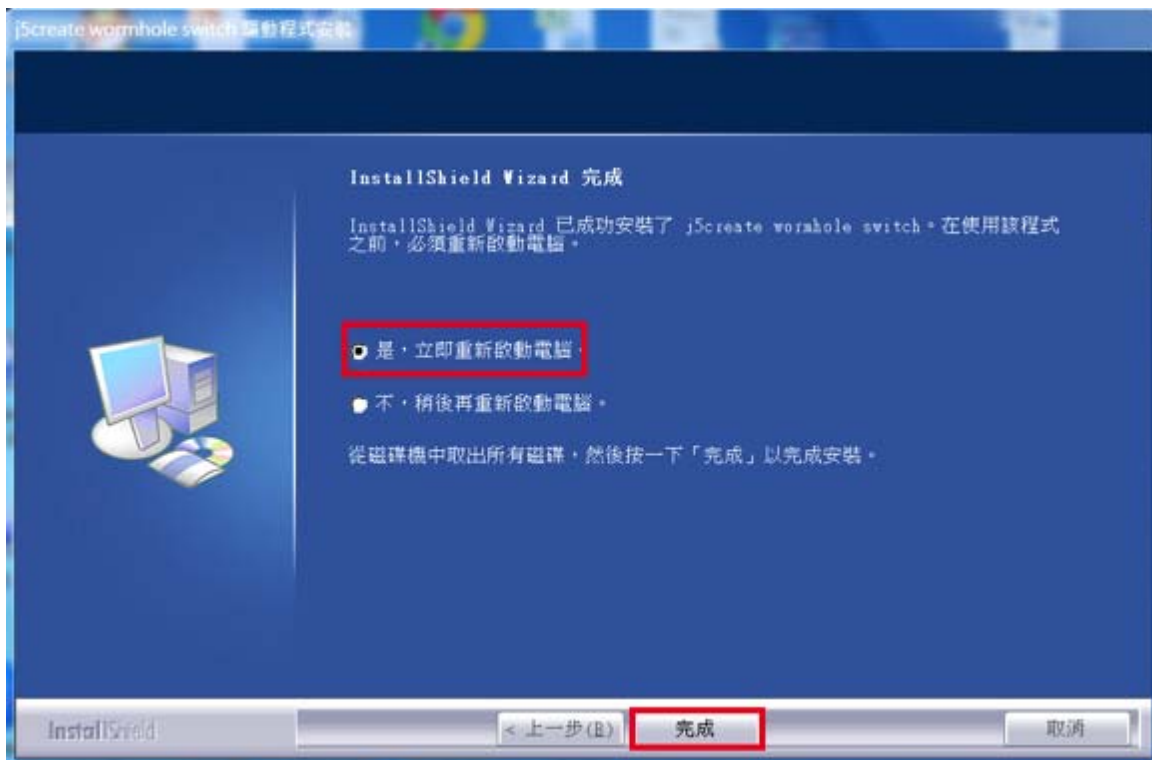 j5create wormhole switch 驅動程式安裝
InstallShield Wizard 完成
InstallShield Wizard 已成功安裝了 j5create wormhole switch。在使用該程式
之前，必須重新啟動電腦。
是，立即重新啟動電腦。
不，稍後再重新啟動電腦。
從磁碟機中取出所有磁碟，然後按一下「完成」以完成安裝。
InstallShield
< 上一步(B)
完成
取消